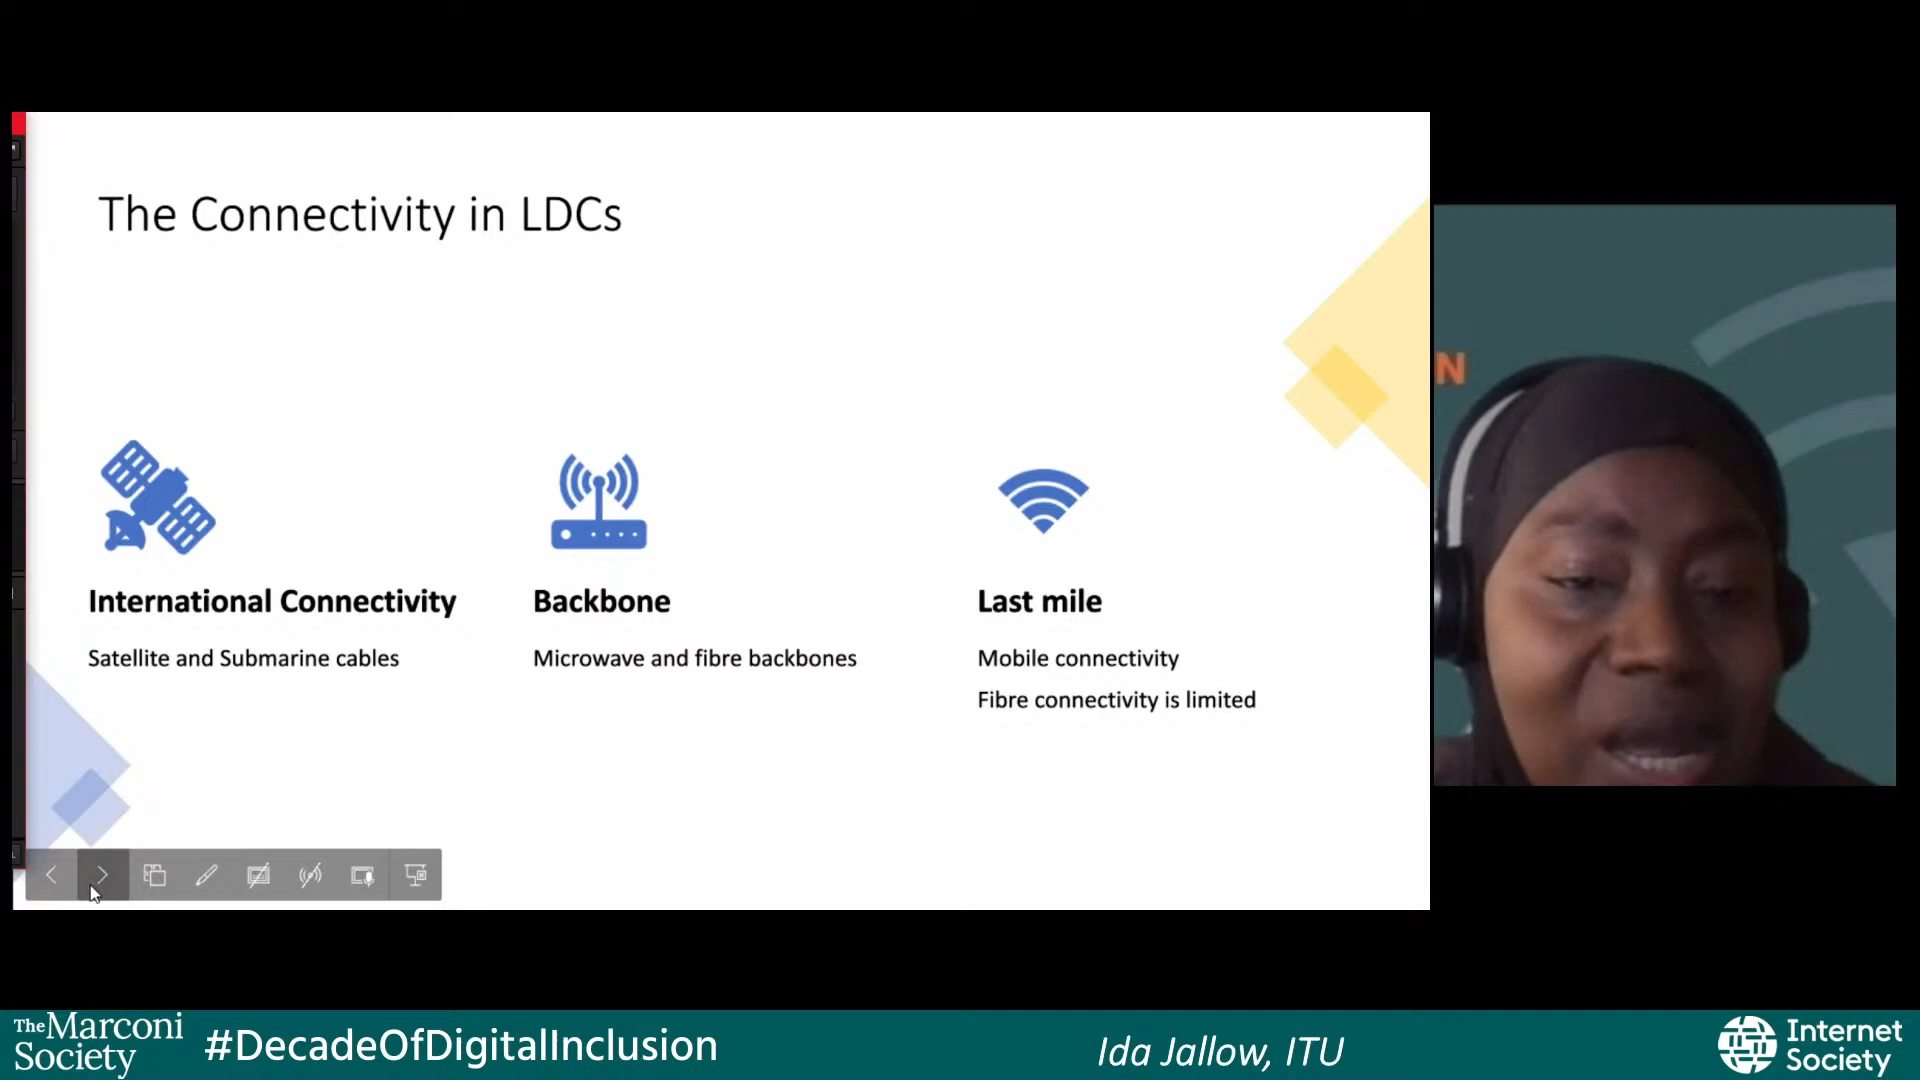 The Connectivity in LDCs
International Connectivity
Satellite and Submarine cables
Backbone
Microwave and fibre backbones
Last mile
Mobile connectivity
Fibre connectivity is limited
N
The Marconi
Society
#DecadeOfDigitalInclusion
Ida Jallow, ITU
Internet
Society